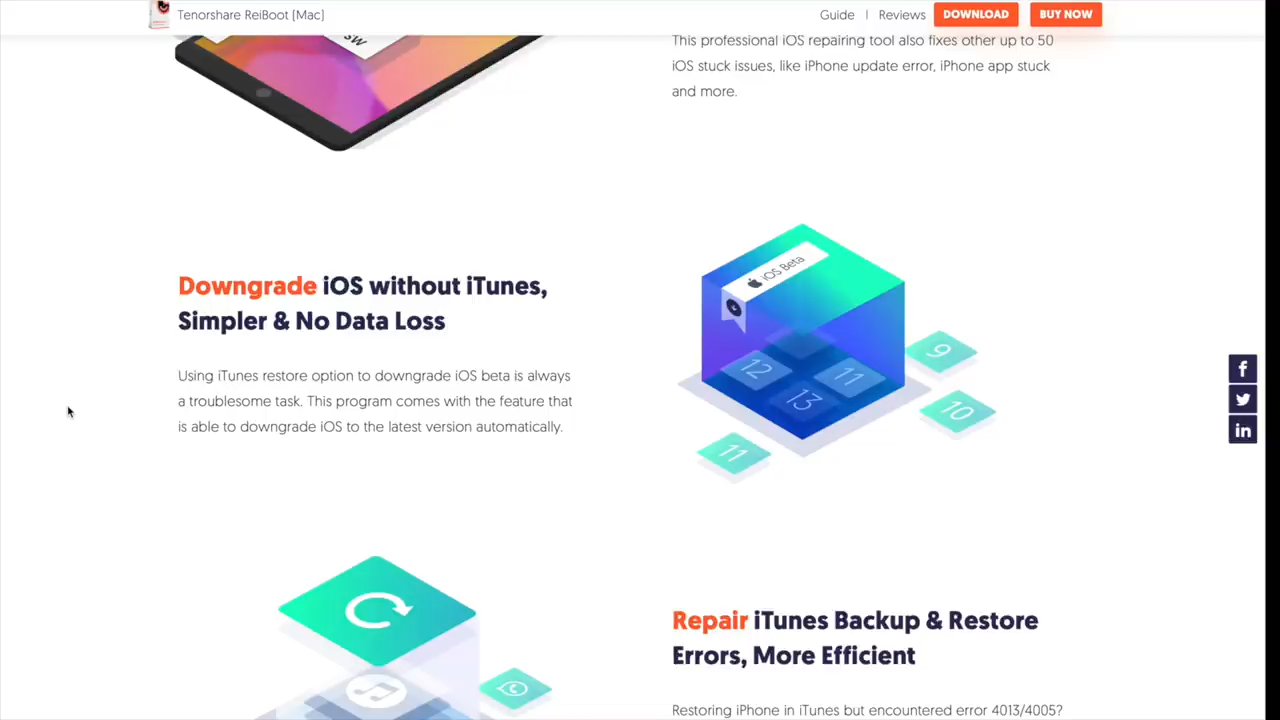 Tenorshare ReiBoot [Mac]
Guide | Reviews DOWNLOAD BUY NOW
This professional iOS repairing tool also fixes other up to 50
iOS stuck issues, like iPhone update error, iPhone app stuck
and more.
Downgrade iOS without iTunes,
Simpler & No Data Loss
Using iTunes restore option to downgrade iOS beta is always
a troublesome task. This program comes with the feature that
is able to downgrade iOS to the latest version automatically.
iOS Beta
9
12
11
13
10
11
f
in
Repair iTunes Backup & Restore
Errors, More Efficient
Restoring iPhone in iTunes but encountered error 4013/4005?